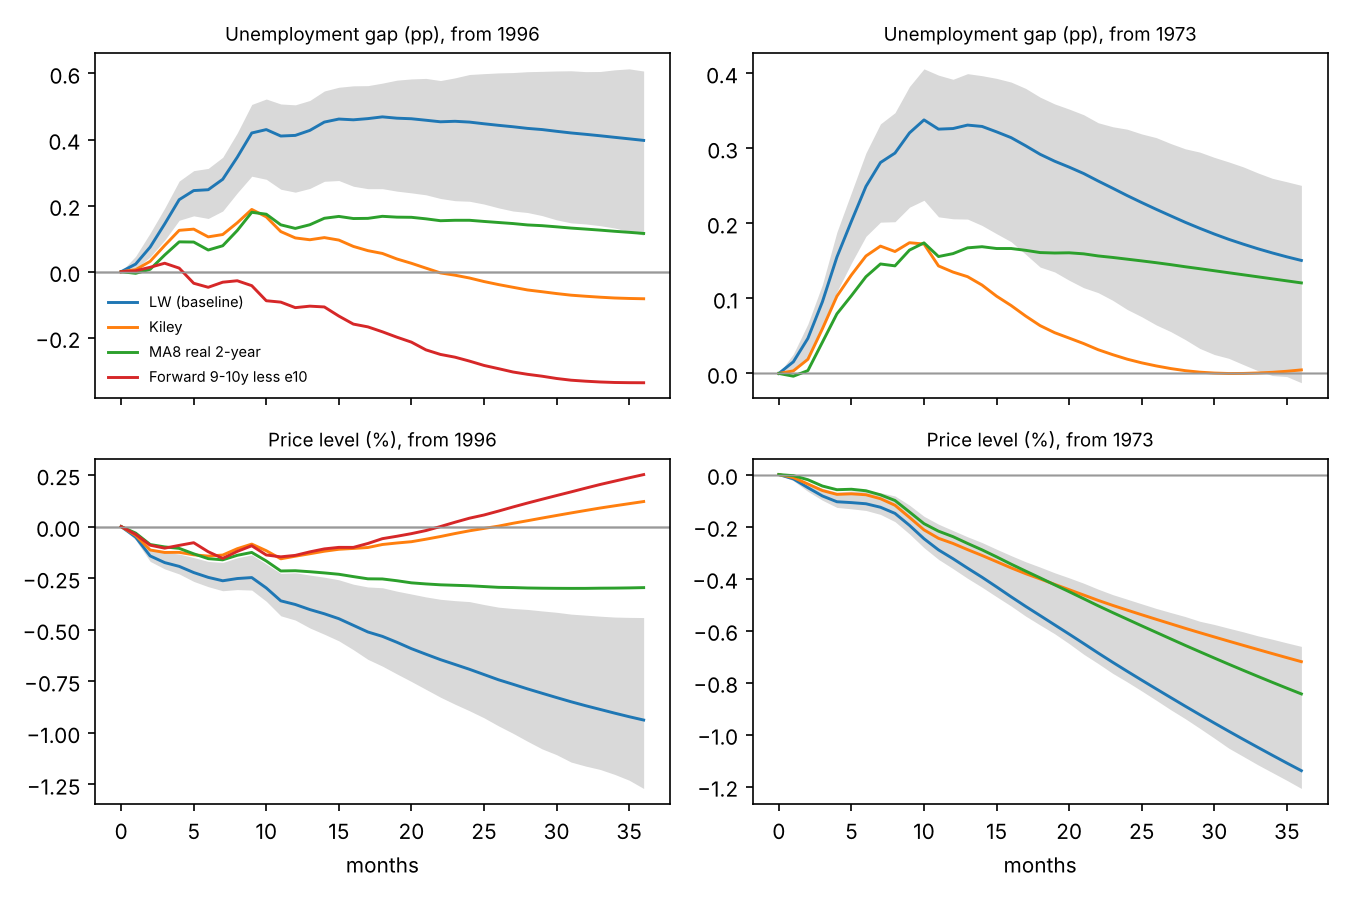 Unemployment gap (pp), from 1996
0.6
0.4
0.2
0.0
−0.2
LW (baseline)
Kiley
MA8 real 2-year
Forward 9-10y less e10
Unemployment gap (pp), from 1973
0.4
0.3
0.2
0.1
0.0
Price level (%), from 1996
0.25
0.00
−0.25
−0.50
−0.75
−1.00
−1.25
0 5 10 15 20 25 30 35
months
Price level (%), from 1973
0.0
−0.2
−0.4
−0.6
−0.8
−1.0
−1.2
0 5 10 15 20 25 30 35
months